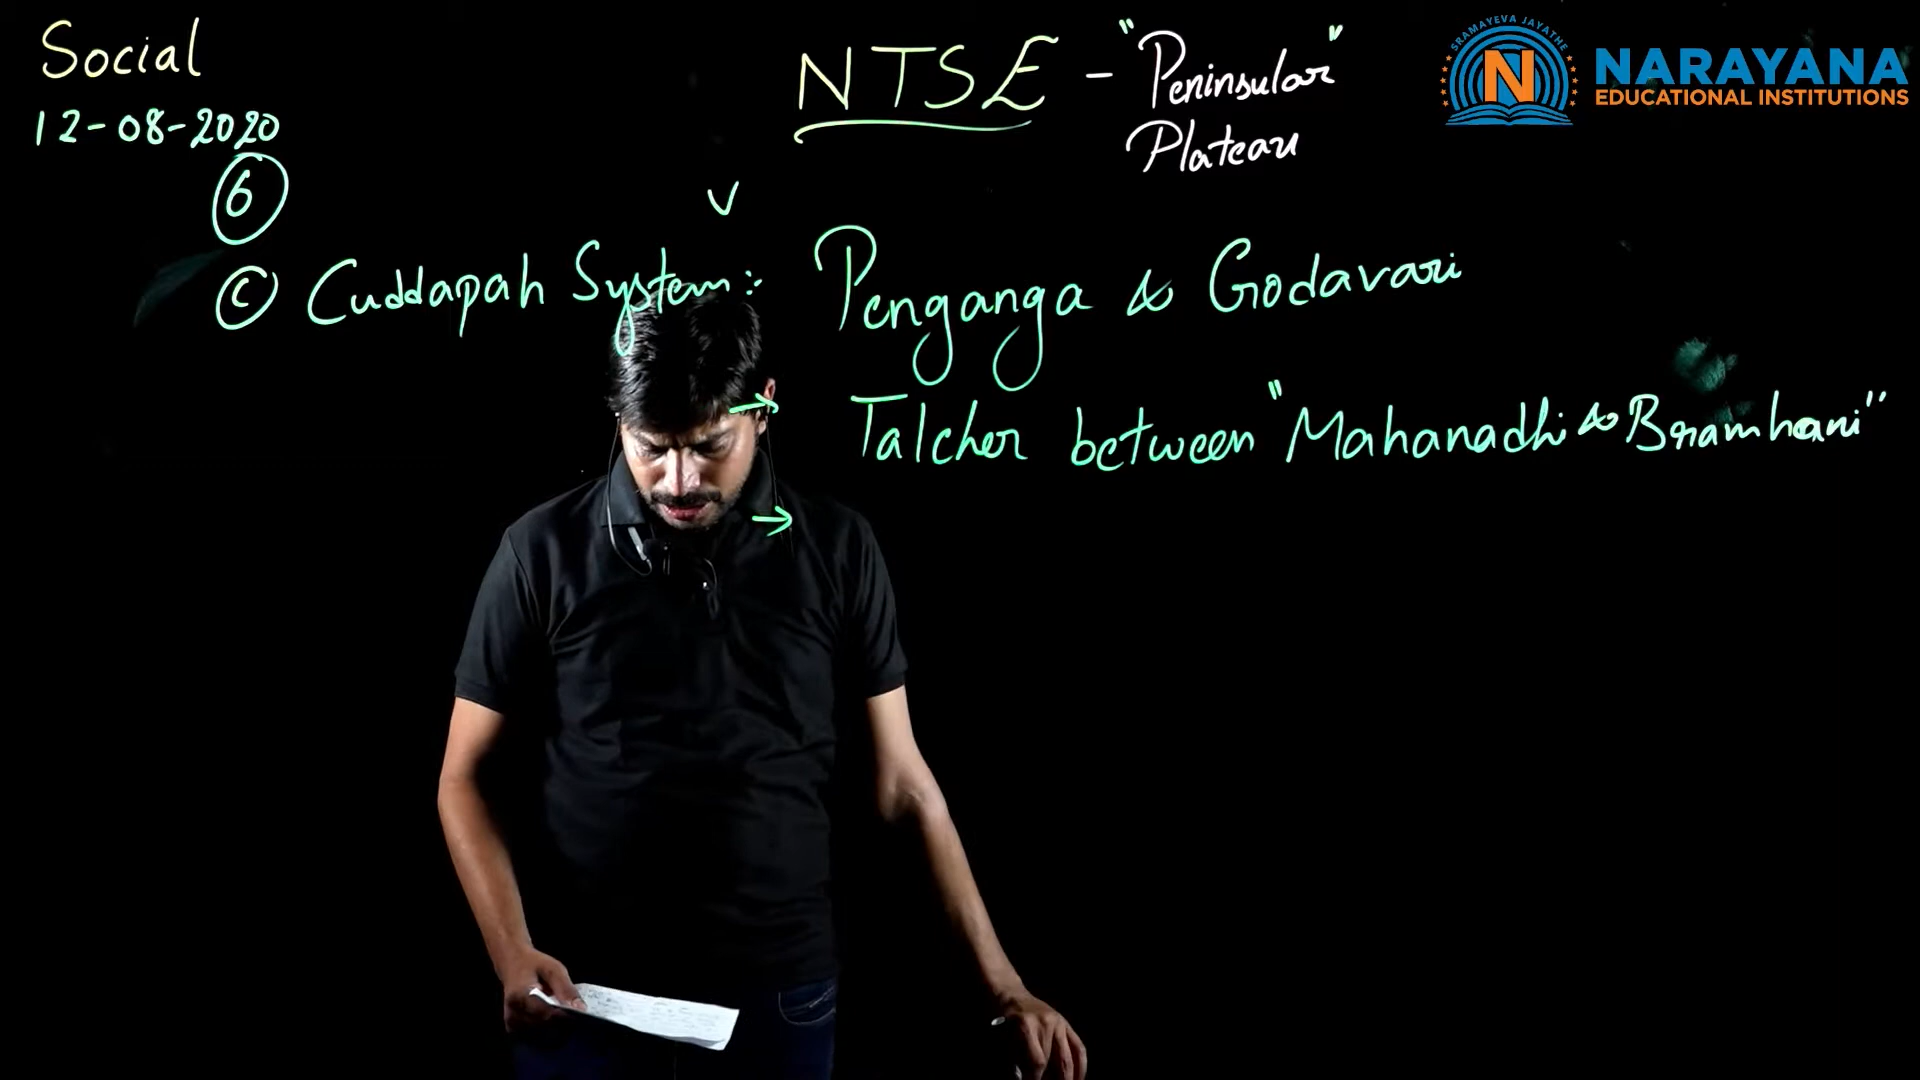 Social
12-08-2020
NTSE - "Peninsular"
Plateau
SRAMAYEVA JAYATHE
N
NARAYANA
EDUCATIONAL INSTITUTIONS
6
V
C Cuddapah System:- Penganga & Godavari
→ Talcher between "Mahanadhi & Bramhani"
→